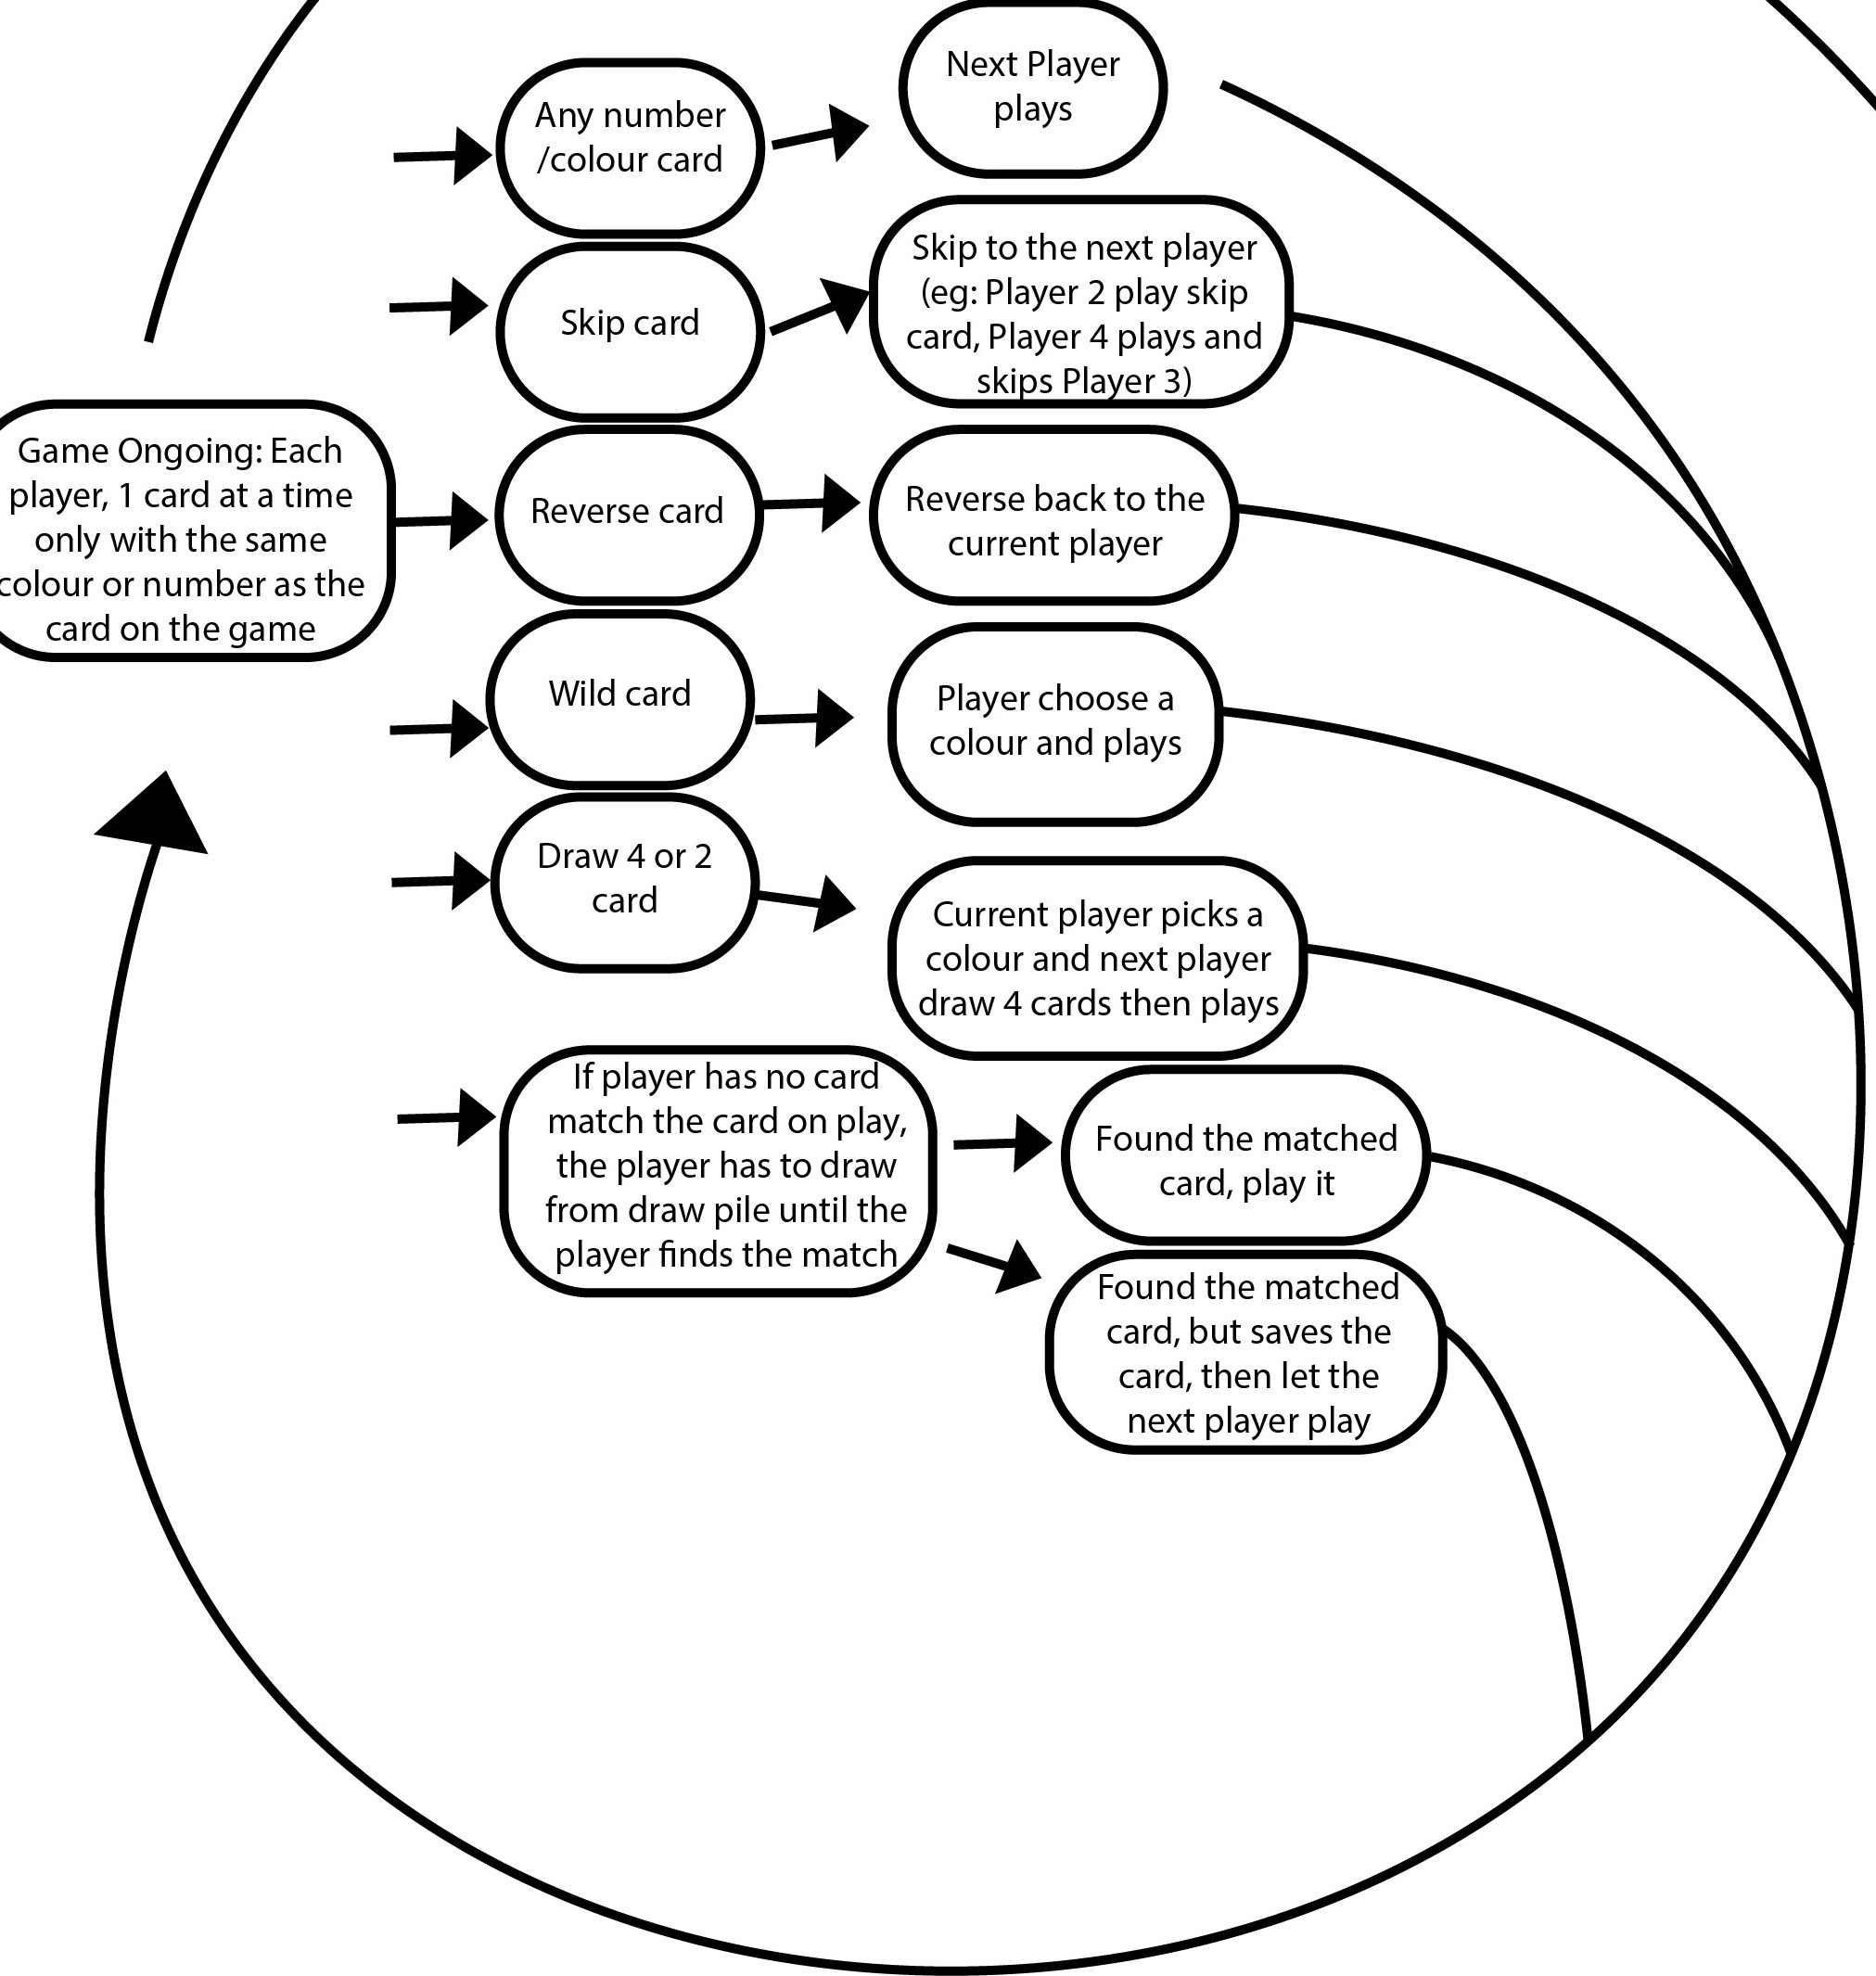 Next Player
plays
Any number
/colour card
Skip to the next player
(eg: Player 2 play skip
card, Player 4 plays and
skips Player 3)
Skip card
Game Ongoing: Each
player, 1 card at a time
only with the same
colour or number as the
card on the game
Reverse card
Reverse back to the
current player
Wild card
Player choose a
colour and plays
Draw 4 or 2
card
Current player picks a
colour and next player
draw 4 cards then plays
If player has no card
match the card on play,
the player has to draw
from draw pile until the
player finds the match
Found the matched
card, play it
Found the matched
card, but saves the
card, then let the
next player play